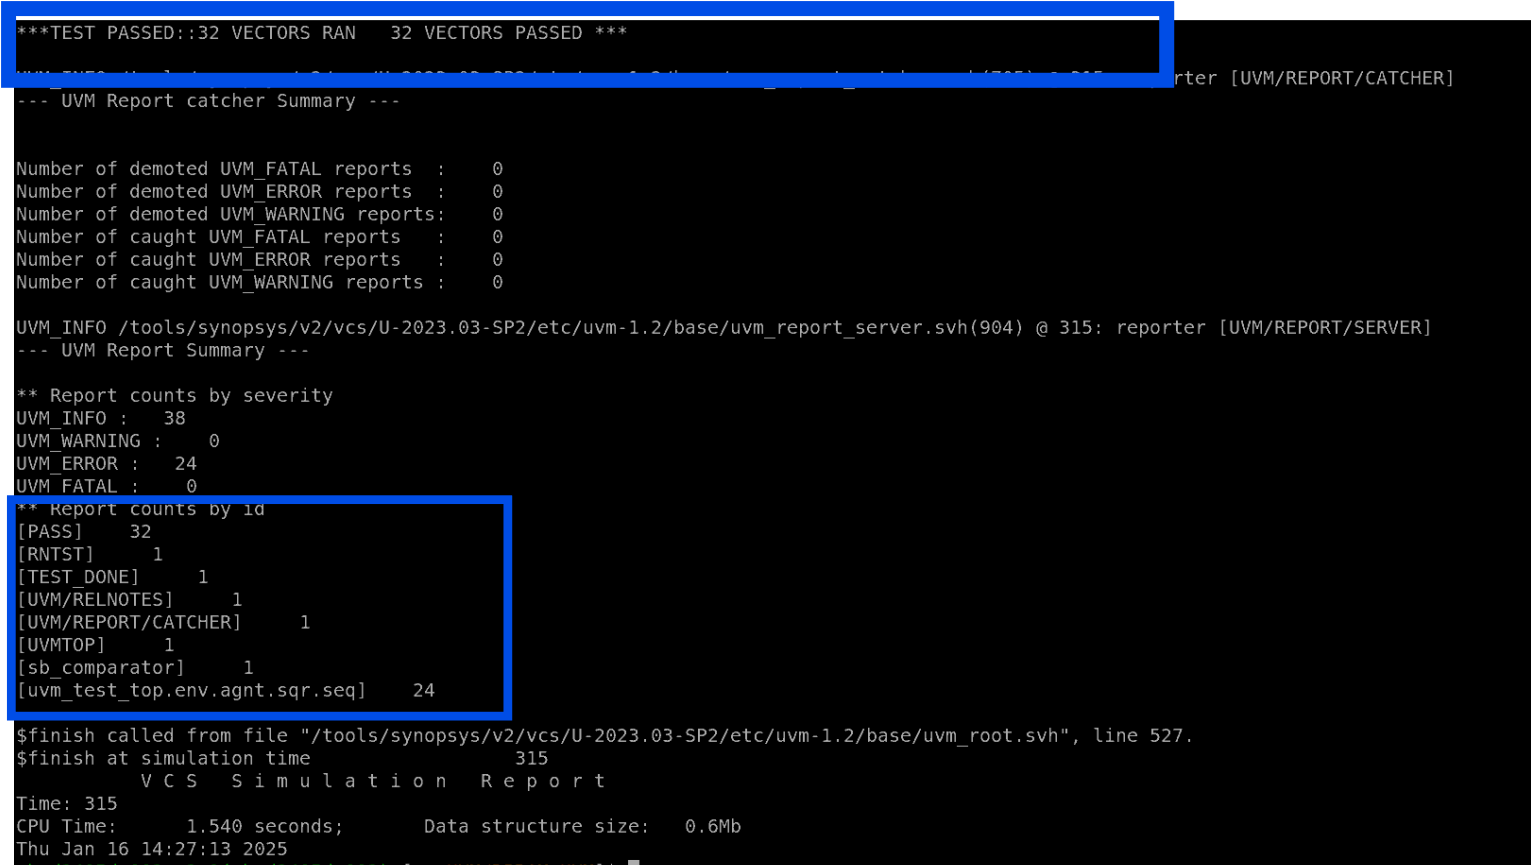 ***TEST PASSED::32 VECTORS RAN   32 VECTORS PASSED ***
rter [UVM/REPORT/CATCHER]
--- UVM Report catcher Summary ---
Number of demoted UVM_FATAL reports  :    0
Number of demoted UVM_ERROR reports  :    0
Number of demoted UVM_WARNING reports:    0
Number of caught UVM_FATAL reports   :    0
Number of caught UVM_ERROR reports   :    0
Number of caught UVM_WARNING reports :    0
UVM_INFO /tools/synopsys/v2/vcs/U-2023.03-SP2/etc/uvm-1.2/base/uvm_report_server.svh(904) @ 315: reporter [UVM/REPORT/SERVER]
--- UVM Report Summary ---
** Report counts by severity
UVM_INFO :   38
UVM_WARNING :    0
UVM_ERROR :   24
UVM_FATAL :    0
** Report counts by id
[PASS]    32
[RNTST]     1
[TEST_DONE]     1
[UVM/RELNOTES]     1
[UVM/REPORT/CATCHER]     1
[UVMTOP]     1
[sb_comparator]     1
[uvm_test_top.env.agnt.sqr.seq]    24
$finish called from file "/tools/synopsys/v2/vcs/U-2023.03-SP2/etc/uvm-1.2/base/uvm_root.svh", line 527.
$finish at simulation time                  315
V C S   S i m u l a t i o n   R e p o r t
Time: 315
CPU Time:      1.540 seconds;       Data structure size:   0.6Mb
Thu Jan 16 14:27:13 2025